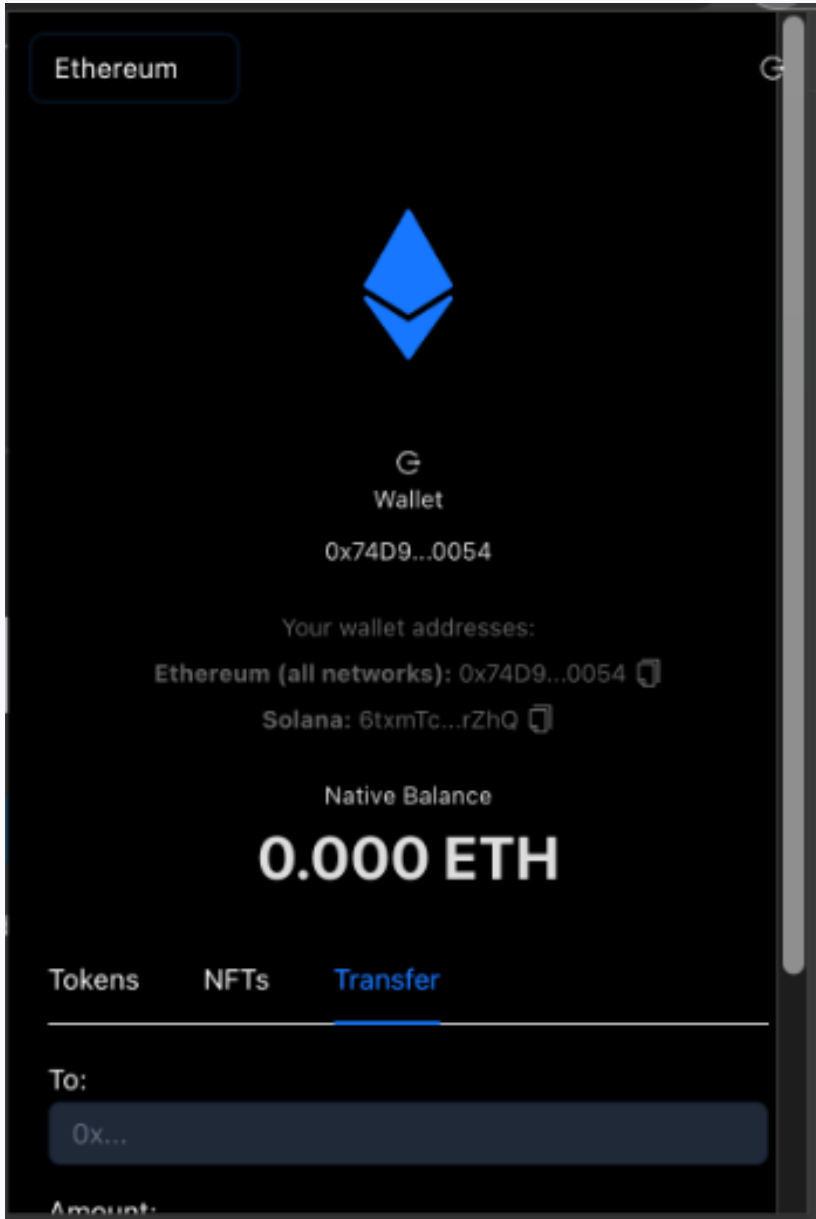 Ethereum
Wallet
0x74D9...0054
Your wallet addresses:
Ethereum (all networks): 0x74D9...0054
Solana: 6txmTc...rZhQ
Native Balance
0.000 ETH
Tokens NFTs Transfer
To:
0x...
Amount: